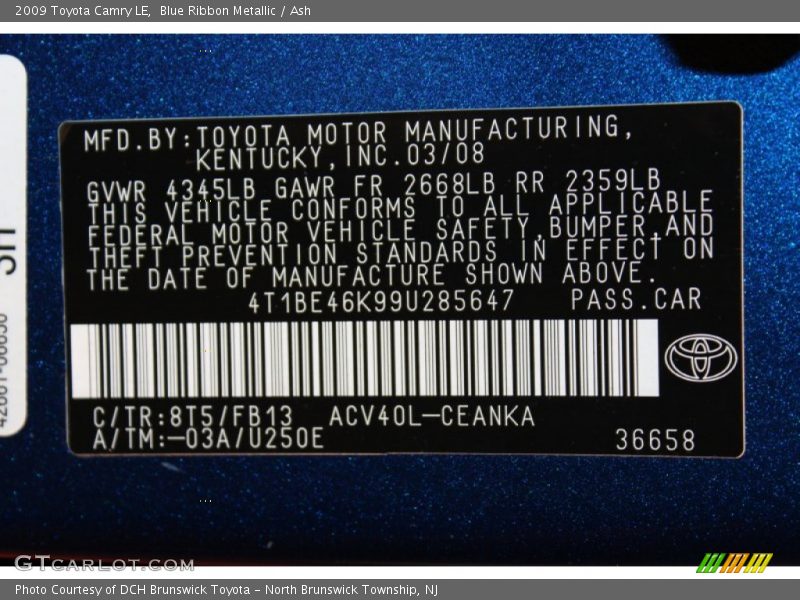 2009 Toyota Camry LE,  Blue Ribbon Metallic / Ash
MFD.BY:TOYOTA MOTOR MANUFACTURING,
KENTUCKY,INC.03/08
GVWR 4345LB GAWR FR 2668LB RR 2359LB
THIS VEHICLE CONFORMS TO ALL APPLICABLE
FEDERAL MOTOR VEHICLE SAFETY,BUMPER,AND
THEFT PREVENTION STANDARDS IN EFFECT ON
THE DATE OF MANUFACTURE SHOWN ABOVE.
4T1BE46K99U285647 PASS.CAR
C/TR:8T5/FB13 ACV40L-CEANKA
A/TM:-03A/U250E
36658
GTCARLOT.COM
Photo Courtesy of DCH Brunswick Toyota - North Brunswick Township, NJ